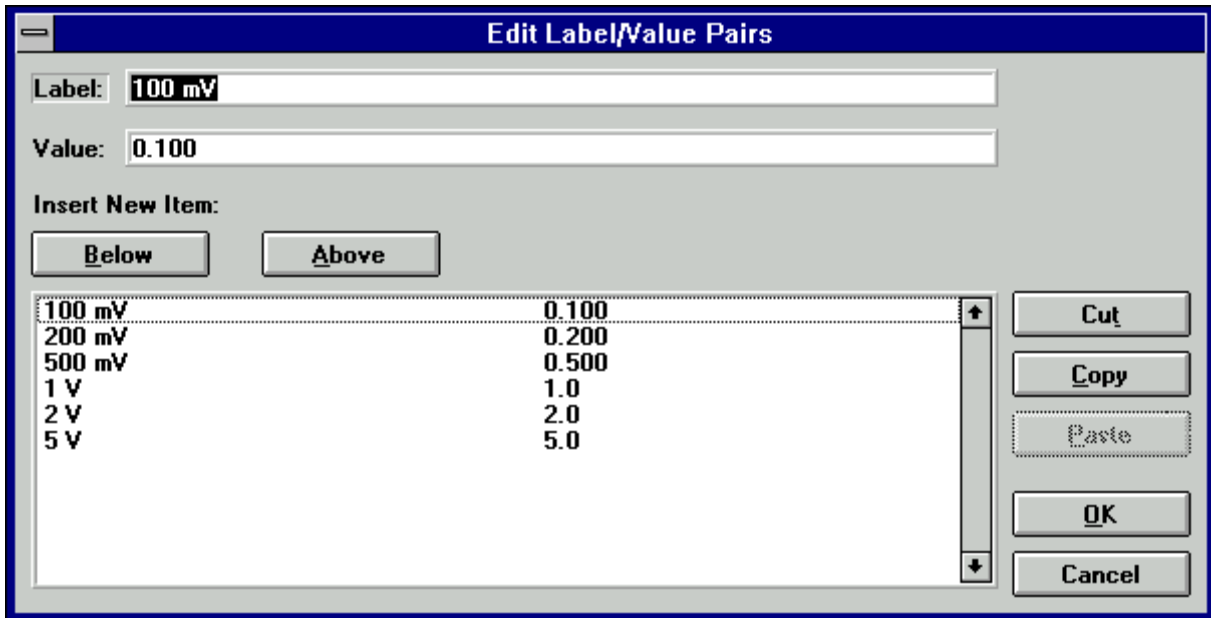 Edit Label/Value Pairs
Label: 100 mV
Value: 0.100
Insert New Item:
Below Above
100 mV 0.100
200 mV 0.200
500 mV 0.500
1 V 1.0
2 V 2.0
5 V 5.0
Cut
Copy
Paste
OK
Cancel